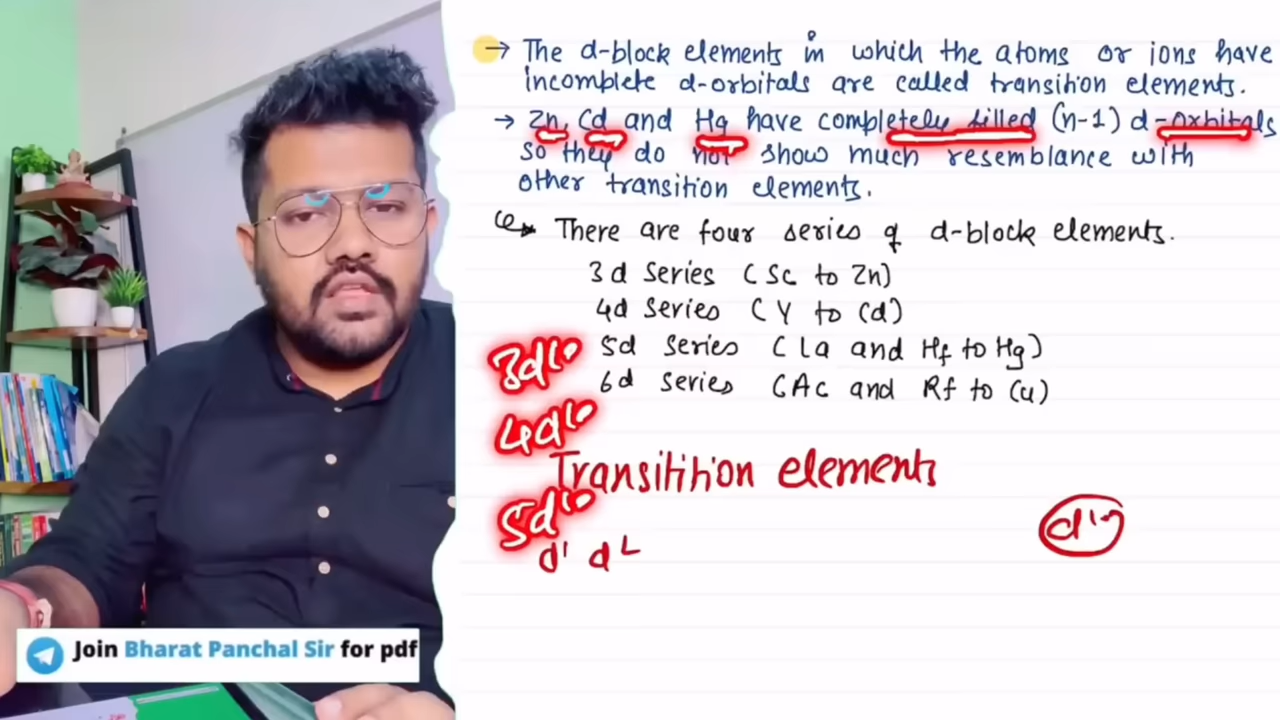 → The d-block elements in which the atoms or ions have
incomplete d-orbitals are called transition elements.
→ Zn, Cd and Hg have completely filled (n-1) d-orbitals
so they do not show much resemblance with
other transition elements.
There are four series of d-block elements.
3d Series (Sc to Zn)
4d Series (Y to Cd)
3d¹⁰ 5d Series (La and Hf to Hg)
6d Series (Ac and Rf to Cn)
4d¹⁰
Transitition elements
5d¹⁰
d¹⁰
d¹ d²
Join Bharat Panchal Sir for pdf